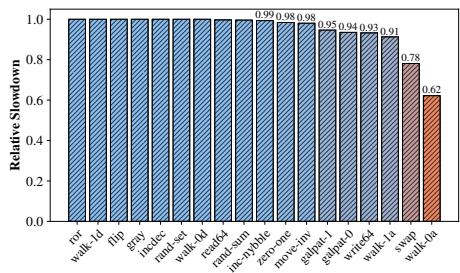 Relative Slowdown
1.0
0.8
0.6
0.4
0.2
0.0
0.99
0.98
0.98
0.95
0.94
0.93
0.91
0.78
0.62
ror
walk-1d
flip
gray
incdec
rand-set
walk-0d
read64
rand-sum
inc-nybble
zero-one
move-inv
galpat-1
galpat-0
write64
walk-1a
swap
walk-0a